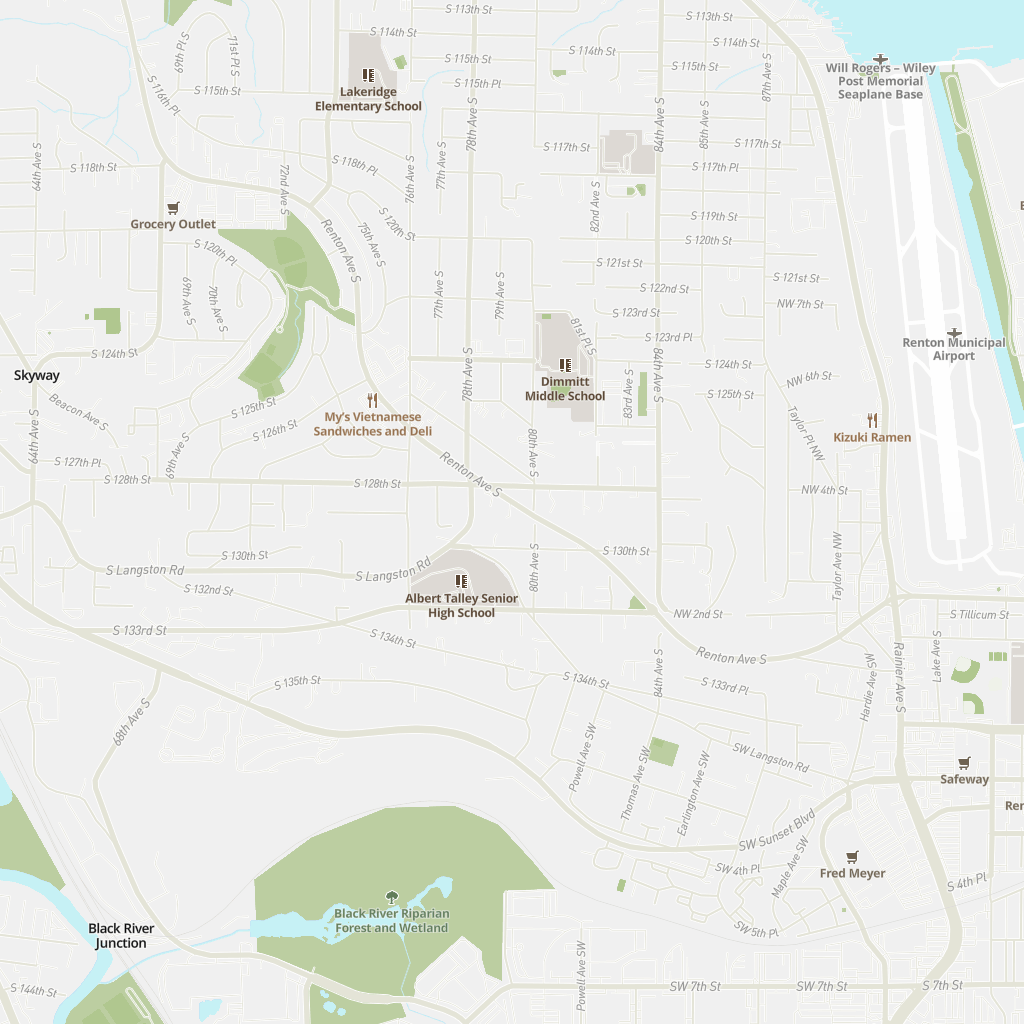 S 113th St
S 113th St
S 114th St
S 114th St
S 114th St
69th Pl S
71st Pl S
S 115th St
S 115th St
S 115th Pl
S 115th St
S 116th Pl
87th Ave S
Will Rogers – Wiley
Post Memorial
Seaplane Base
Lakeridge
Elementary School
78th Ave S
84th Ave S
85th Ave S
64th Ave S
S 118th St
72nd Ave S
S 118th Pl
76th Ave S
77th Ave S
S 117th St
S 117th St
S 117th Pl
Grocery Outlet
S 120th Pl
Renton Ave S
75th Ave S
S 120th St
82nd Ave S
S 119th St
S 120th St
69th Ave S
70th Ave S
77th Ave S
79th Ave S
S 121st St
S 121st St
S 122nd St
NW 7th St
S 123rd St
81st Pl S
S 123rd Pl
Renton Municipal
Airport
S 124th St
S 124th St
Skyway
78th Ave S
84th Ave S
Dimmitt
Middle School
83rd Ave S
NW 6th St
S 125th St
Beacon Ave S
64th Ave S
S 125th St
S 126th St
My's Vietnamese
Sandwiches and Deli
Taylor Pl NW
Kizuki Ramen
80th Ave S
69th Ave S
S 127th Pl
S 128th St
S 128th St
Renton Ave S
NW 4th St
S 130th St
S 130th St
S Langston Rd
S Langston Rd
80th Ave S
Taylor Ave NW
S 132nd St
Albert Talley Senior
High School
NW 2nd St
S Tillicum St
S 133rd St
S 134th St
Renton Ave S
Rainier Ave S
Lake Ave S
Hardie Ave SW
84th Ave S
S 135th St
S 134th St
S 133rd Pl
68th Ave S
Powell Ave SW
SW Langston Rd
Thomas Ave SW
Earlington Ave SW
Safeway
SW Sunset Blvd
SW 4th Pl
Maple Ave SW
Fred Meyer
S 4th Pl
Black River Riparian
Forest and Wetland
Black River
Junction
SW 5th Pl
Powell Ave SW
S 144th St
SW 7th St
SW 7th St
S 7th St